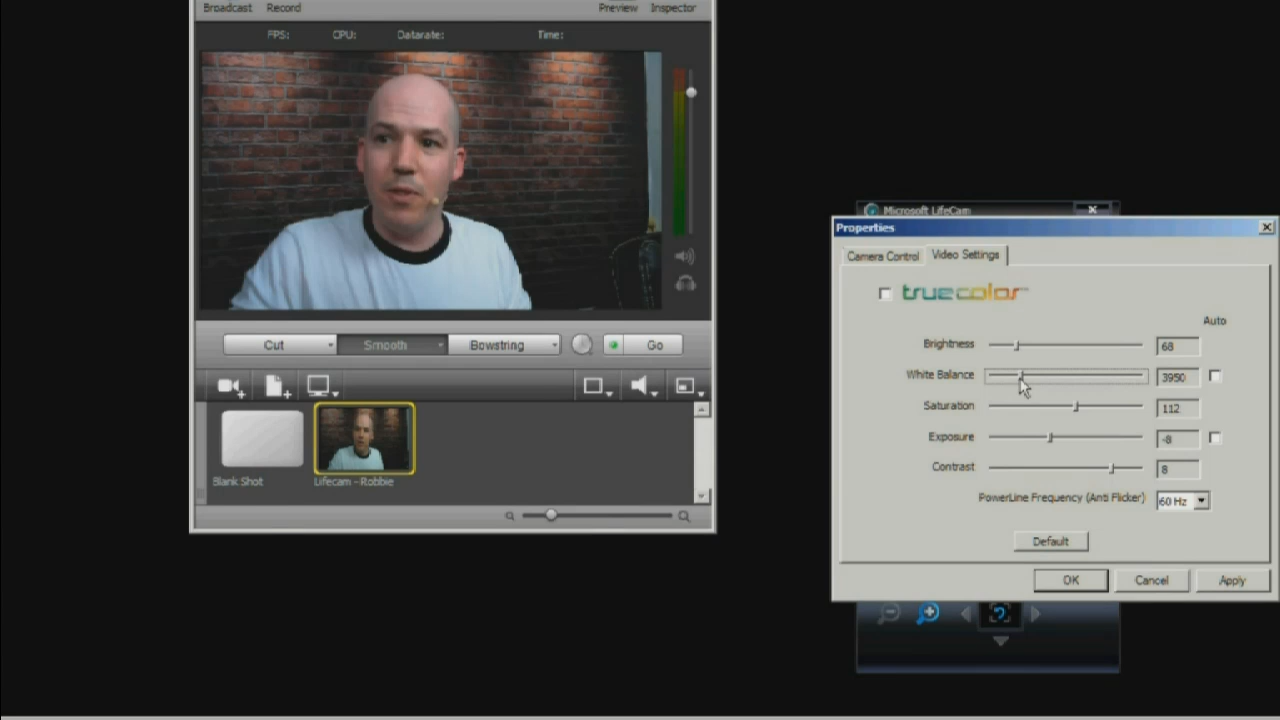 Broadcast Record Preview Inspector
FPS: CPU: Datarate: Time:
Cut Smooth Bowstring Go
Blank Shot Lifecam - Robbie
Microsoft LifeCam
Properties
Camera Control Video Settings
truecolor
Auto
Brightness 68
White Balance 3950
Saturation 112
Exposure -8
Contrast 8
PowerLine Frequency (Anti Flicker) 60 Hz
Default
OK Cancel Apply